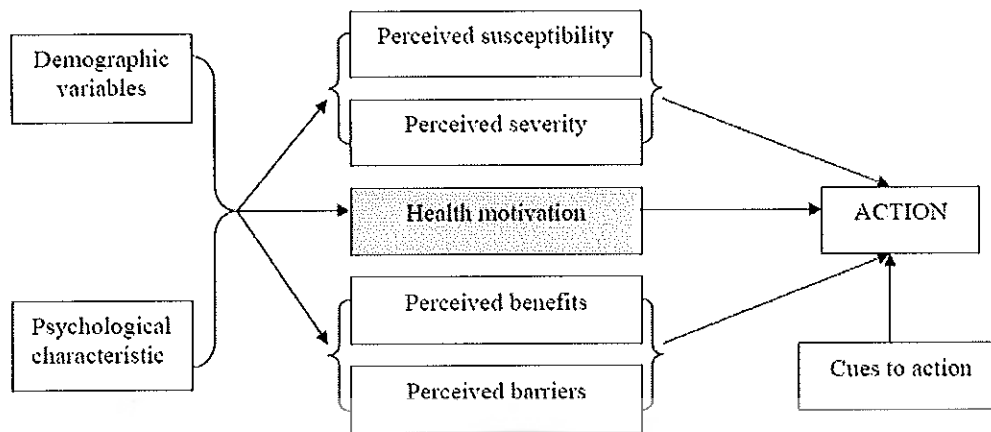 Demographic
variables
Psychological
characteristic
Perceived susceptibility
Perceived severity
Health motivation
Perceived benefits
Perceived barriers
ACTION
Cues to action